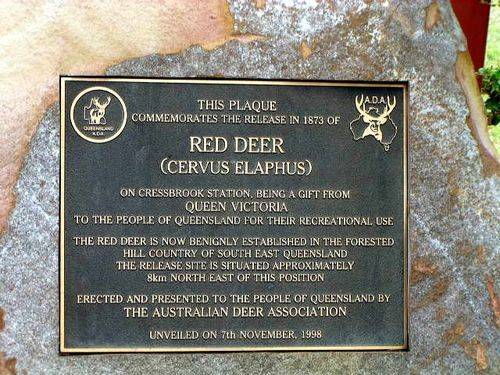 THIS PLAQUE
COMMEMORATES THE RELEASE IN 1873 OF
RED DEER
(CERVUS ELAPHUS)
ON CRESSBROOK STATION, BEING A GIFT FROM
QUEEN VICTORIA
TO THE PEOPLE OF QUEENSLAND FOR THEIR RECREATIONAL USE
THE RED DEER IS NOW BENIGNLY ESTABLISHED IN THE FORESTED
HILL COUNTRY OF SOUTH EAST QUEENSLAND
THE RELEASE SITE IS SITUATED APPROXIMATELY
8km NORTH EAST OF THIS POSITION
ERECTED AND PRESENTED TO THE PEOPLE OF QUEENSLAND BY
THE AUSTRALIAN DEER ASSOCIATION
UNVEILED ON 7th NOVEMBER, 1998
QUEENSLAND
A.D.A.
A.D.A.